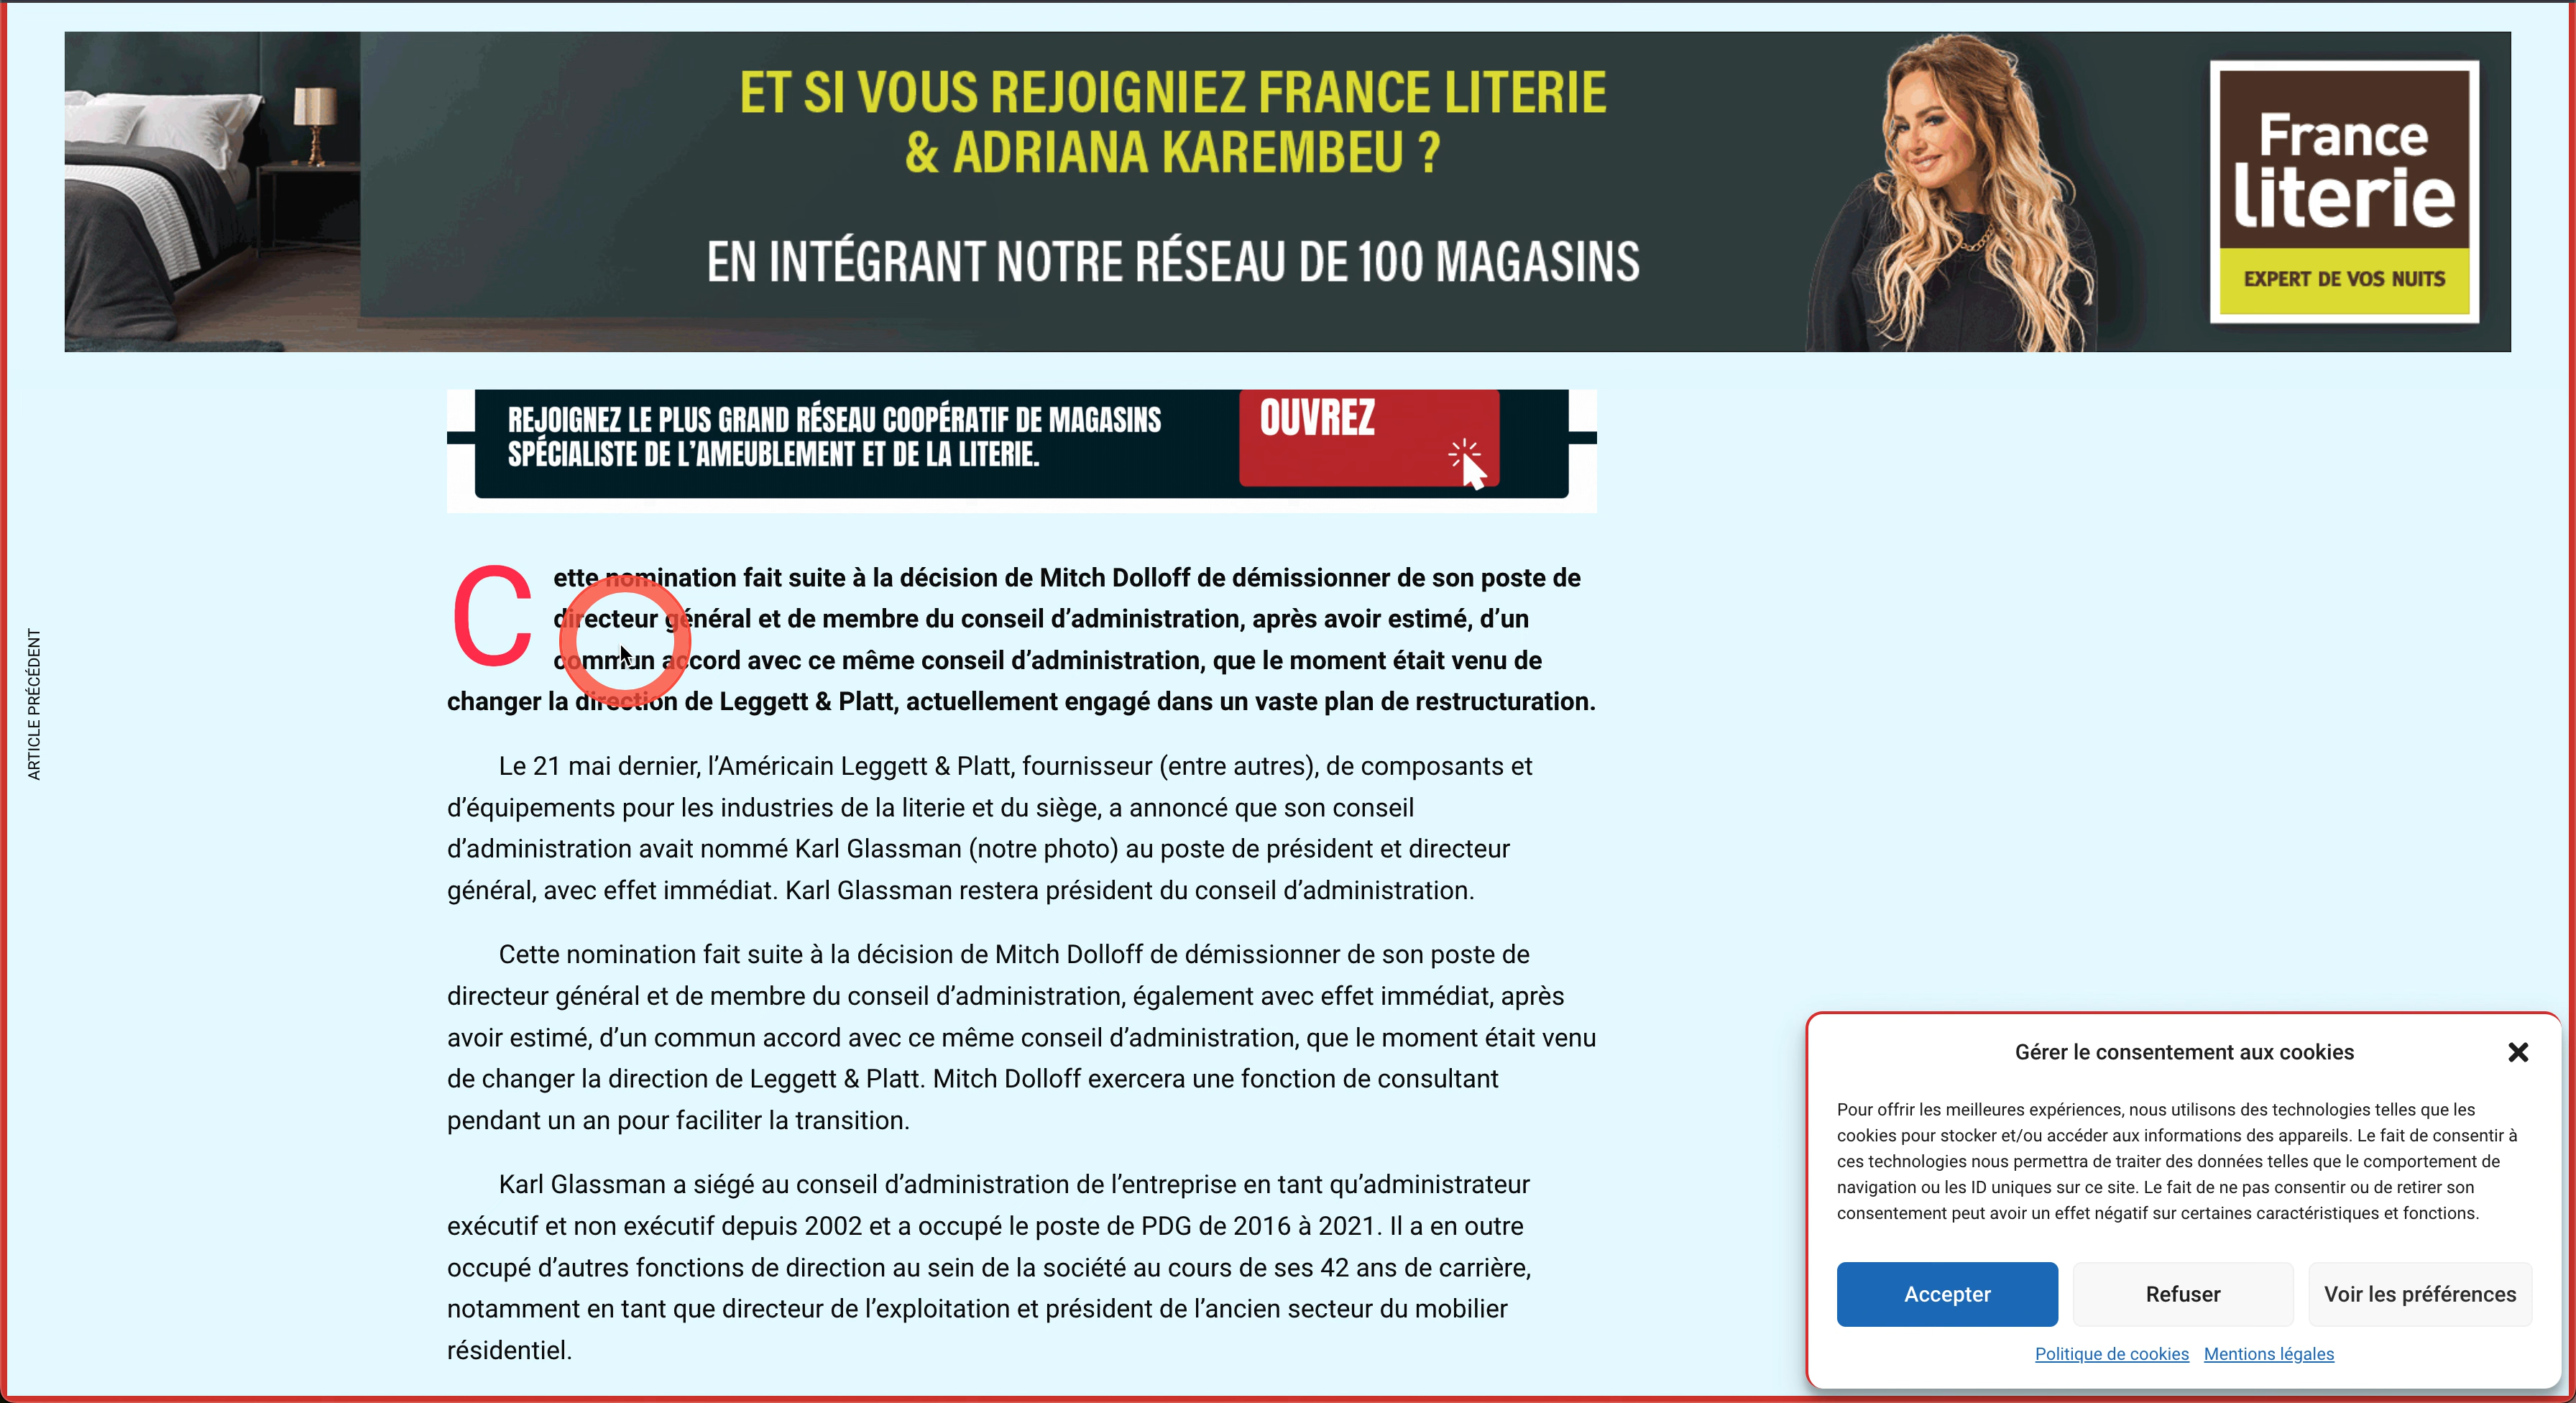 ET SI VOUS REJOIGNIEZ FRANCE LITERIE
& ADRIANA KAREMBEU ?
EN INTÉGRANT NOTRE RÉSEAU DE 100 MAGASINS
France
literie
EXPERT DE VOS NUITS
REJOIGNEZ LE PLUS GRAND RÉSEAU COOPÉRATIF DE MAGASINS
SPÉCIALISTE DE L'AMEUBLEMENT ET DE LA LITERIE.
OUVREZ
ARTICLE PRÉCÉDENT
Cette nomination fait suite à la décision de Mitch Dolloff de démissionner de son poste de
directeur général et de membre du conseil d’administration, après avoir estimé, d’un
commun accord avec ce même conseil d’administration, que le moment était venu de
changer la direction de Leggett & Platt, actuellement engagé dans un vaste plan de restructuration.
Le 21 mai dernier, l’Américain Leggett & Platt, fournisseur (entre autres), de composants et
d’équipements pour les industries de la literie et du siège, a annoncé que son conseil
d’administration avait nommé Karl Glassman (notre photo) au poste de président et directeur
général, avec effet immédiat. Karl Glassman restera président du conseil d’administration.
Cette nomination fait suite à la décision de Mitch Dolloff de démissionner de son poste de
directeur général et de membre du conseil d’administration, également avec effet immédiat, après
avoir estimé, d’un commun accord avec ce même conseil d’administration, que le moment était venu
de changer la direction de Leggett & Platt. Mitch Dolloff exercera une fonction de consultant
pendant un an pour faciliter la transition.
Karl Glassman a siégé au conseil d’administration de l’entreprise en tant qu’administrateur
exécutif et non exécutif depuis 2002 et a occupé le poste de PDG de 2016 à 2021. Il a en outre
occupé d’autres fonctions de direction au sein de la société au cours de ses 42 ans de carrière,
notamment en tant que directeur de l’exploitation et président de l’ancien secteur du mobilier
résidentiel.
Gérer le consentement aux cookies
Pour offrir les meilleures expériences, nous utilisons des technologies telles que les
cookies pour stocker et/ou accéder aux informations des appareils. Le fait de consentir à
ces technologies nous permettra de traiter des données telles que le comportement de
navigation ou les ID uniques sur ce site. Le fait de ne pas consentir ou de retirer son
consentement peut avoir un effet négatif sur certaines caractéristiques et fonctions.
Accepter
Refuser
Voir les préférences
Politique de cookies
Mentions légales